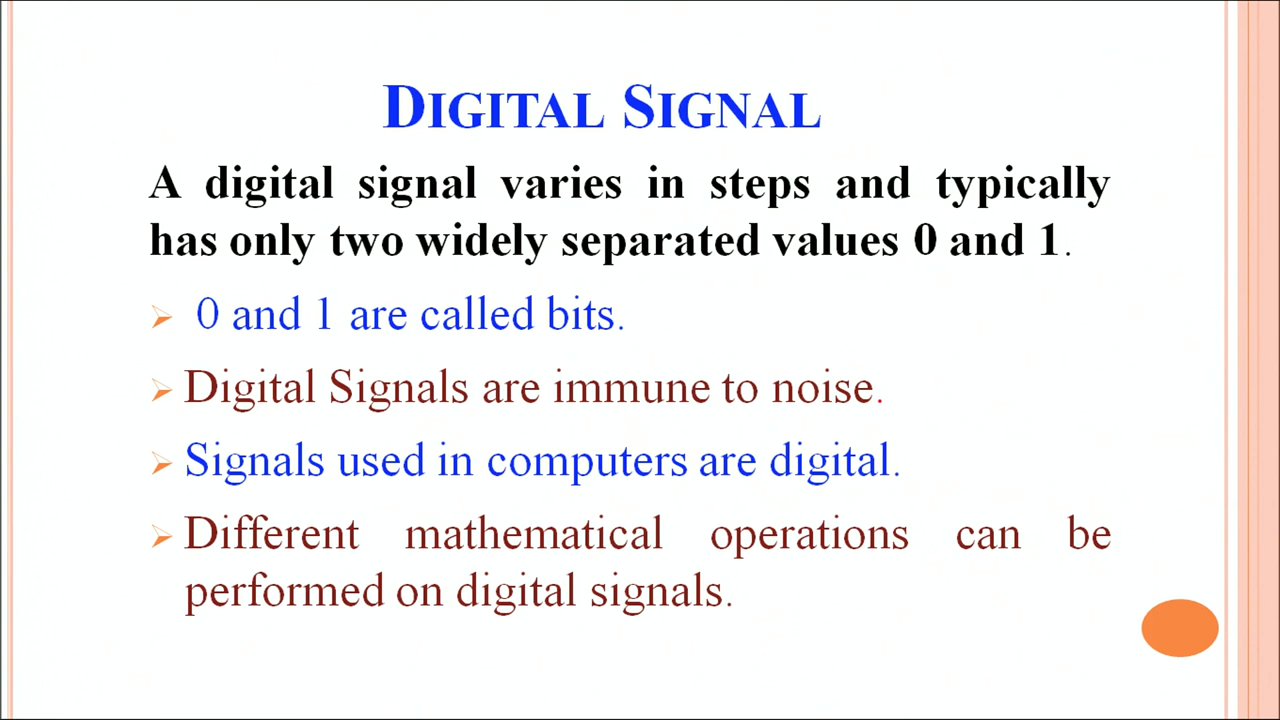 DIGITAL SIGNAL
A digital signal varies in steps and typically
has only two widely separated values 0 and 1.
➢ 0 and 1 are called bits.
➢ Digital Signals are immune to noise.
➢ Signals used in computers are digital.
➢ Different mathematical operations can be
performed on digital signals.